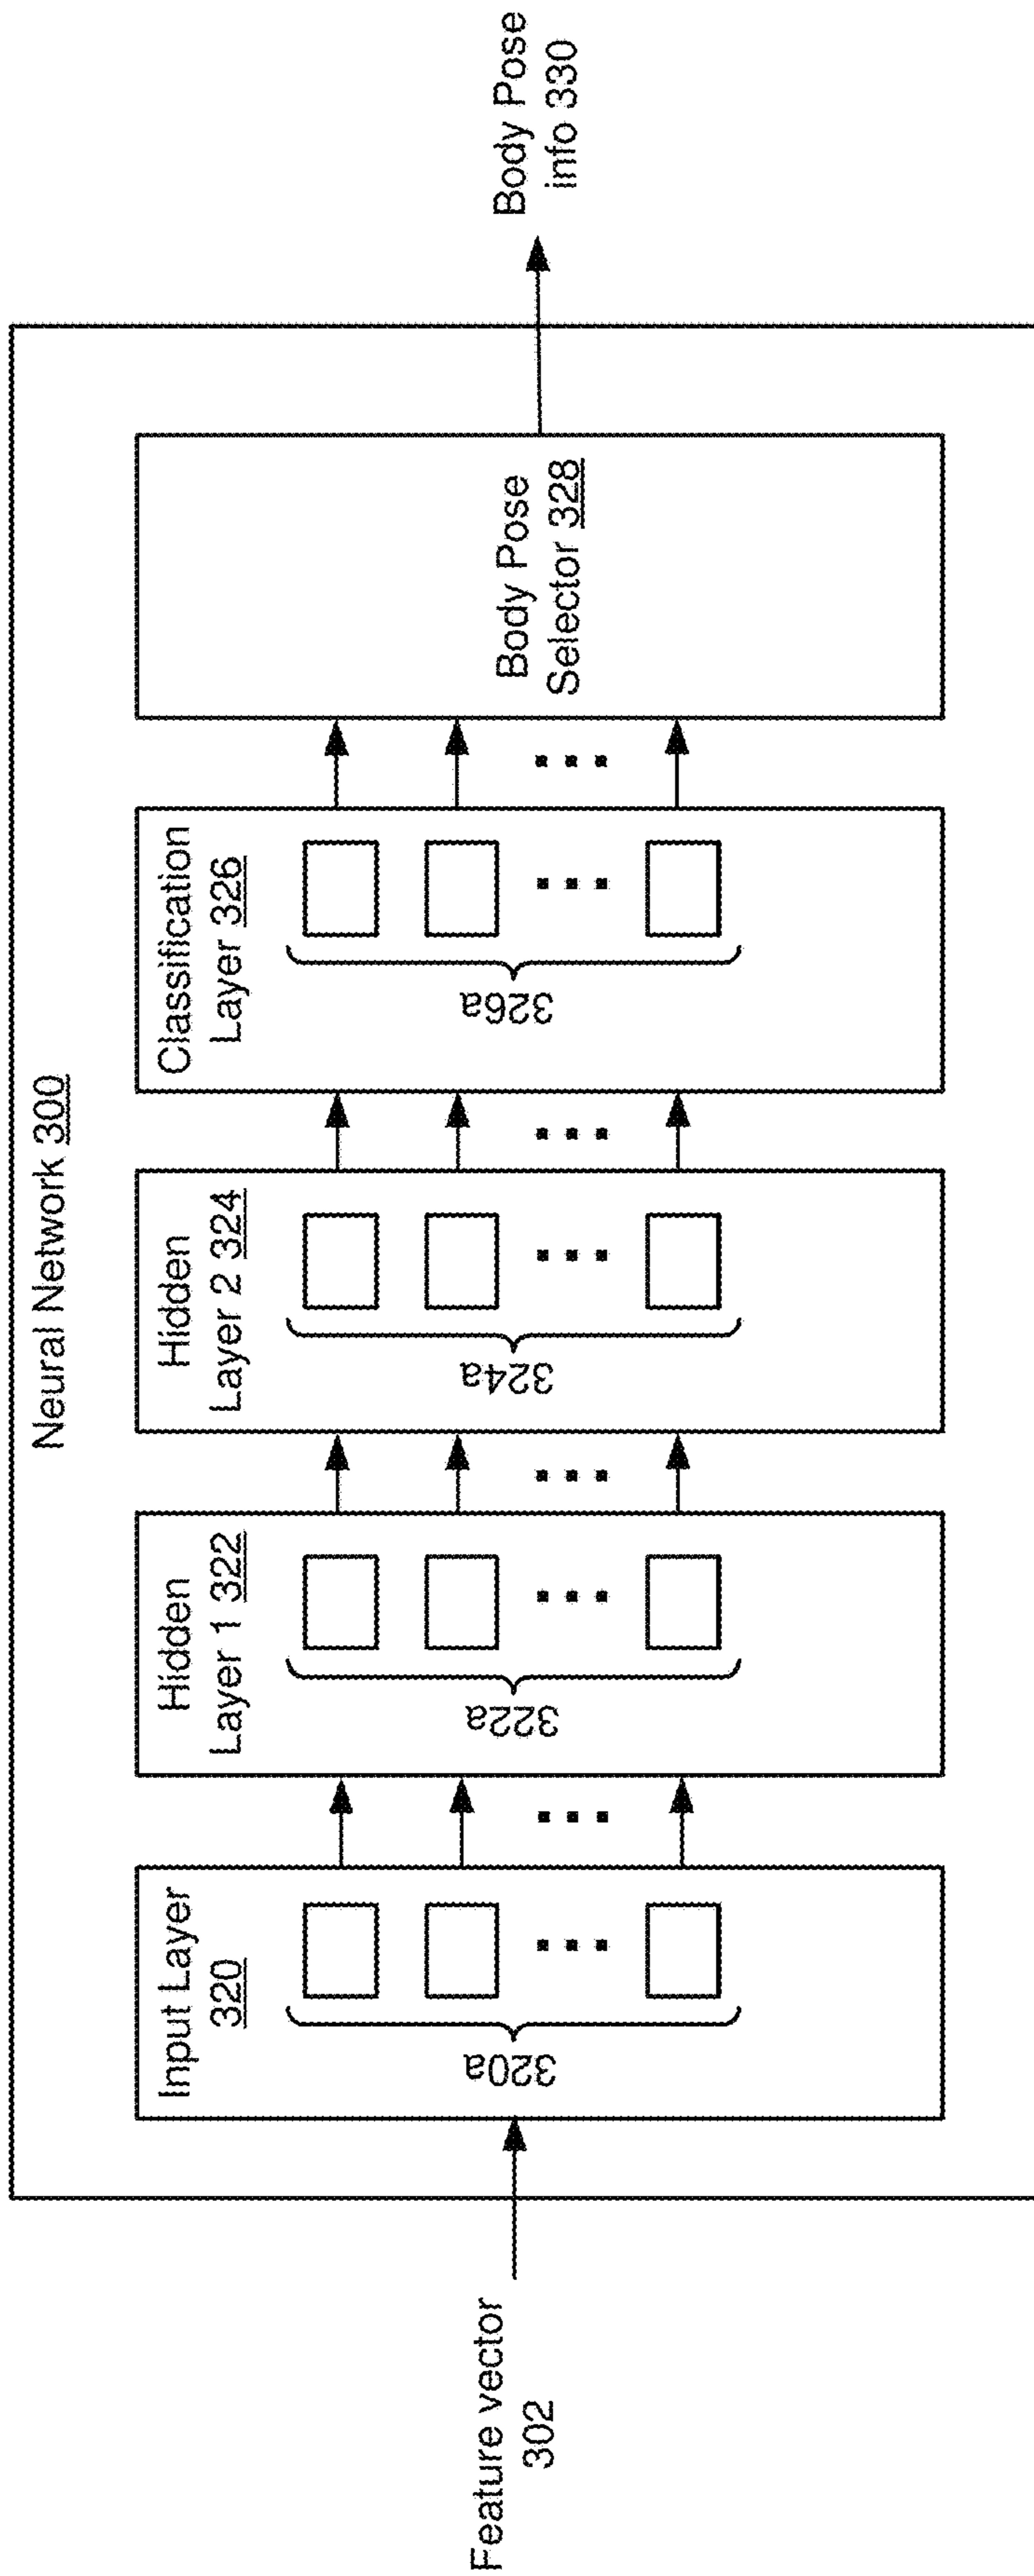 Neural Network 300
Feature vector
302
Input Layer
320
320a
Hidden
Layer 1 322
322a
Hidden
Layer 2 324
324a
Classification
Layer 326
326a
Body Pose
Selector 328
Body Pose
info 330